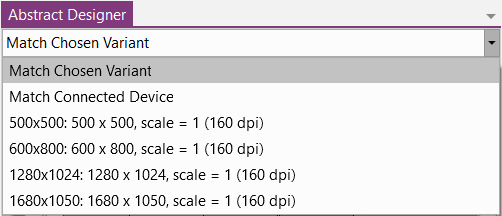 Abstract Designer
Match Chosen Variant
Match Chosen Variant
Match Connected Device
500x500: 500 x 500, scale = 1 (160 dpi)
600x800: 600 x 800, scale = 1 (160 dpi)
1280x1024: 1280 x 1024, scale = 1 (160 dpi)
1680x1050: 1680 x 1050, scale = 1 (160 dpi)